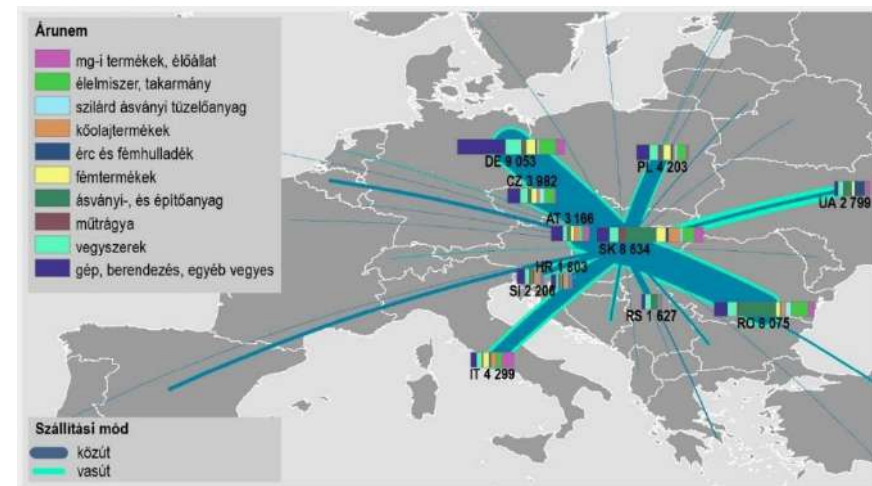 Árunem
mg-i termékek, élőállat
élelmiszer, takarmány
szilárd ásványi tüzelőanyag
kőolajtermékek
érc és fémhulladék
fémtermékek
ásványi-, és építőanyag
műtrágya
vegyszerek
gép, berendezés, egyéb vegyes
DE 9 053
PL 4 203
CZ 3 982
UA 2 799
AT 3 166
SK 8 634
HR 1 803
SI 2 206
RS 1 627
RO 8 075
IT 4 299
Szállítási mód
közút
vasút